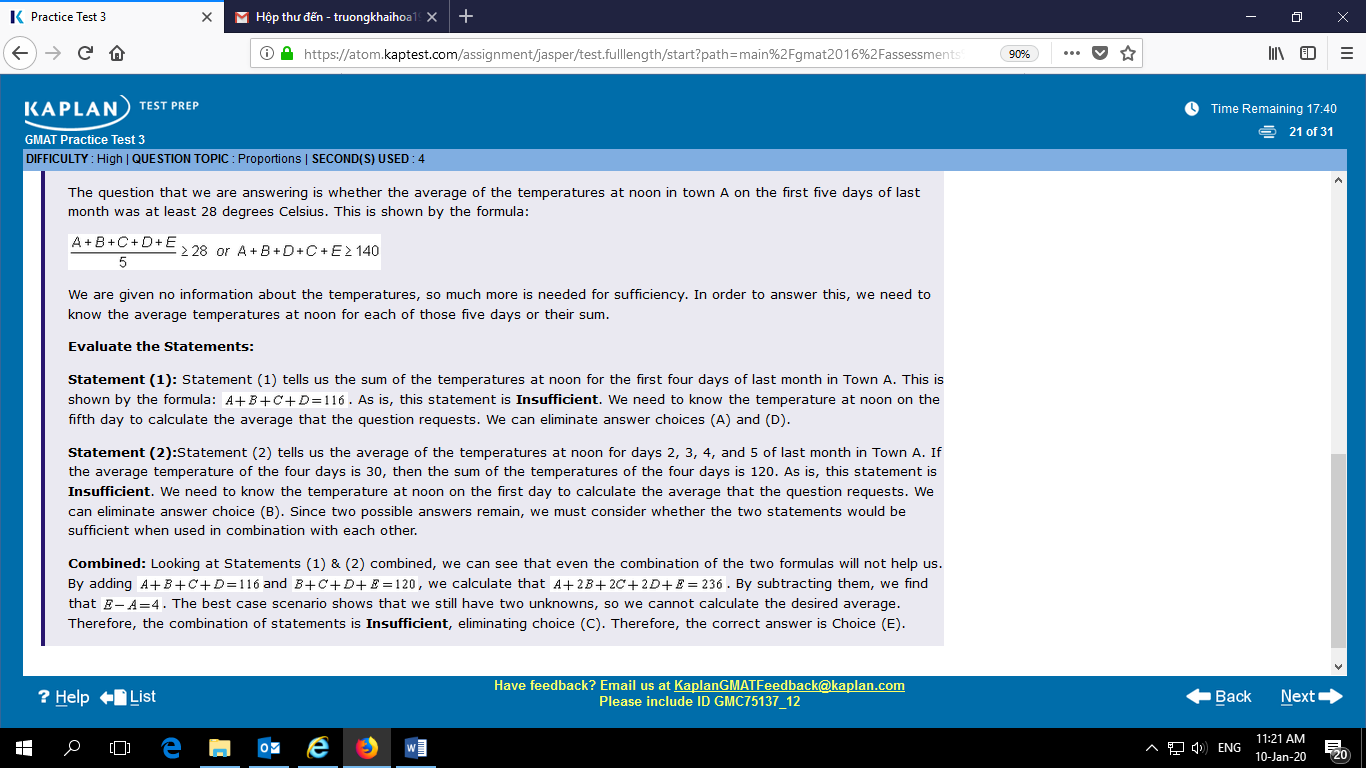 Practice Test 3
Hộp thư đến - truongkhaihoa1
https://atom.kaptest.com/assignment/jasper/test.fulllength/start?path=main%2Fgmat2016%2Fassessments
90%
KAPLAN TEST PREP
Time Remaining 17:40
GMAT Practice Test 3
21 of 31
DIFFICULTY : High | QUESTION TOPIC : Proportions | SECOND(S) USED : 4
The question that we are answering is whether the average of the temperatures at noon in town A on the first five days of last
month was at least 28 degrees Celsius. This is shown by the formula:
A+B+C+D+E
5
≥ 28 or A+B+D+C+E ≥ 140
We are given no information about the temperatures, so much more is needed for sufficiency. In order to answer this, we need to
know the average temperatures at noon for each of those five days or their sum.
Evaluate the Statements:
Statement (1): Statement (1) tells us the sum of the temperatures at noon for the first four days of last month in Town A. This is
shown by the formula: A+B+C+D=116. As is, this statement is Insufficient. We need to know the temperature at noon on the
fifth day to calculate the average that the question requests. We can eliminate answer choices (A) and (D).
Statement (2):Statement (2) tells us the average of the temperatures at noon for days 2, 3, 4, and 5 of last month in Town A. If
the average temperature of the four days is 30, then the sum of the temperatures of the four days is 120. As is, this statement is
Insufficient. We need to know the temperature at noon on the first day to calculate the average that the question requests. We
can eliminate answer choice (B). Since two possible answers remain, we must consider whether the two statements would be
sufficient when used in combination with each other.
Combined: Looking at Statements (1) & (2) combined, we can see that even the combination of the two formulas will not help us.
By adding A+B+C+D=116 and B+C+D+E=120, we calculate that A+2B+2C+2D+E=236. By subtracting them, we find
that E-A=4. The best case scenario shows that we still have two unknowns, so we cannot calculate the desired average.
Therefore, the combination of statements is Insufficient, eliminating choice (C). Therefore, the correct answer is Choice (E).
Have feedback? Email us at KaplanGMATFeedback@kaplan.com
Please include ID GMC75137_12
? Help
List
Back
Next
ENG
11:21 AM
10-Jan-20
20